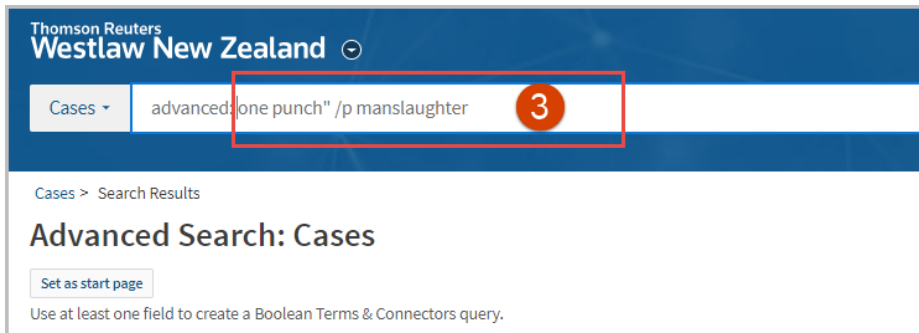 Thomson Reuters
Westlaw New Zealand
Cases advanced: one punch" /p manslaughter 3
Cases > Search Results
Advanced Search: Cases
Set as start page
Use at least one field to create a Boolean Terms & Connectors query.